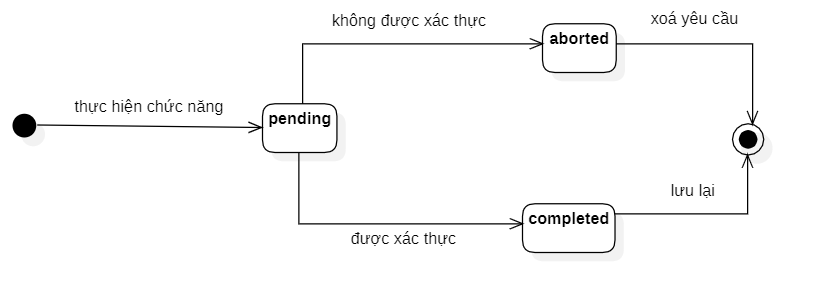 không được xác thực
xoá yêu cầu
aborted
thực hiện chức năng
pending
lưu lại
completed
được xác thực